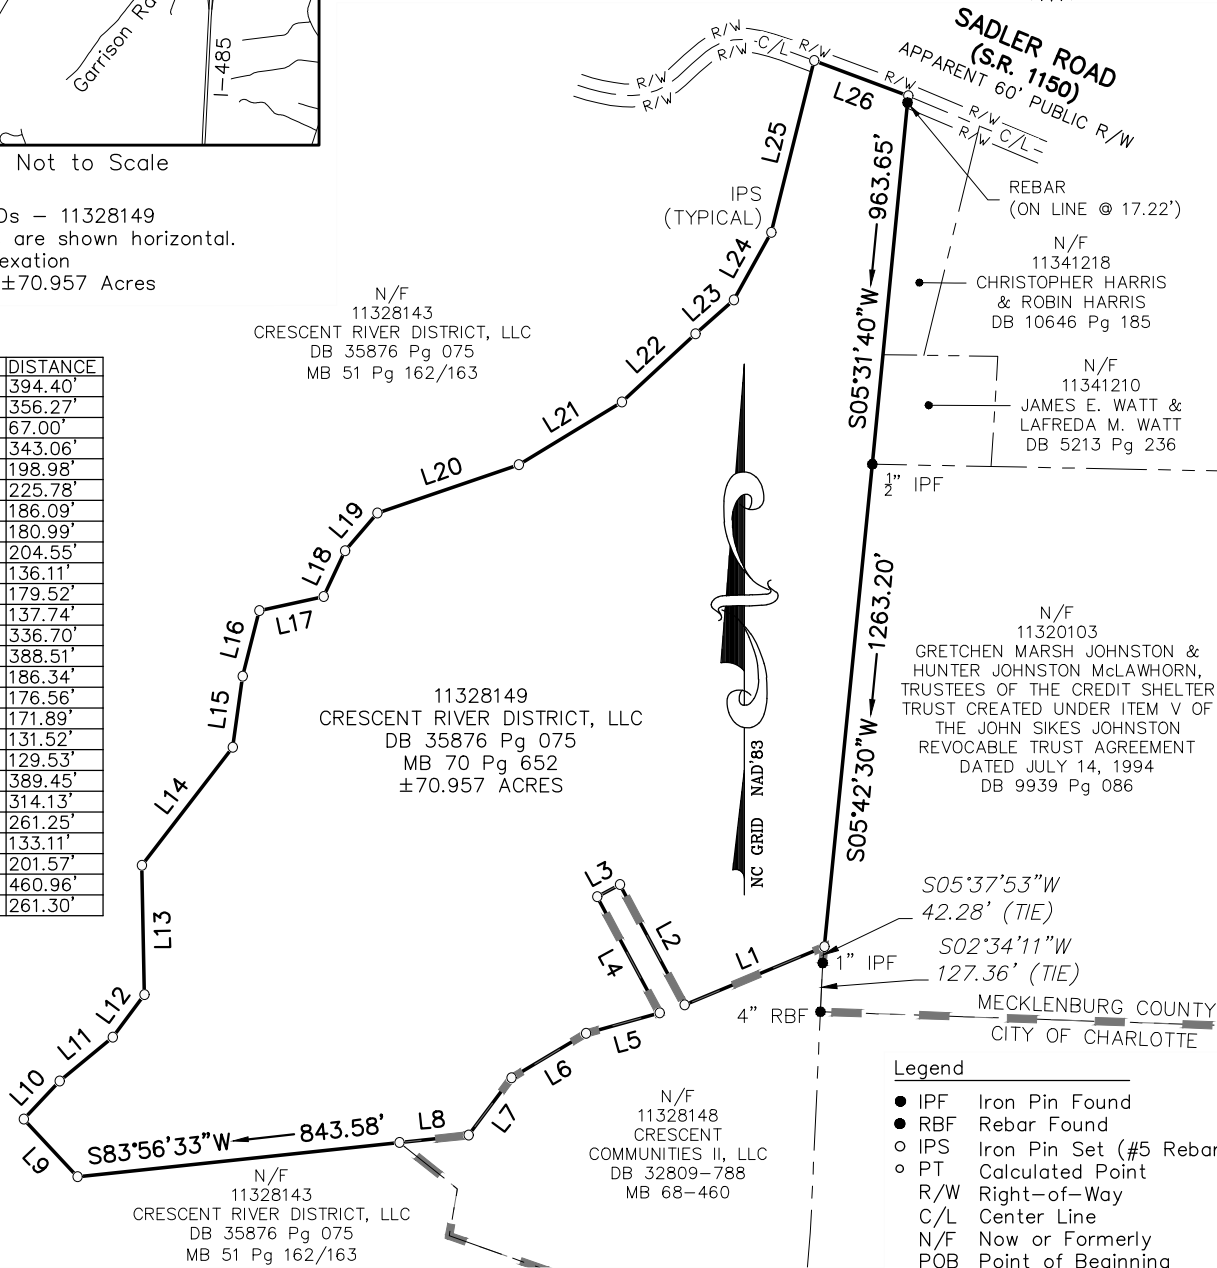 Garrison
I-485
Not to Scale
11328149
are shown horizontal.
±70.957 Acres
DISTANCE
394.40'
356.27'
67.00'
343.06'
198.98'
225.78'
186.09'
180.99'
204.55'
136.11'
179.52'
137.74'
336.70'
388.51'
186.34'
176.56'
171.89'
131.52'
129.53'
389.45'
314.13'
261.25'
133.11'
201.57'
460.96'
261.30'
R/W
C/L
R/W
R/W
R/W
R/W
R/W
R/W
R/W
C/L
SADLER ROAD
(S.R. 1150)
APPARENT 60' PUBLIC R/W
L26
L25
IPS
(TYPICAL)
L24
L23
L22
L21
L20
L19
L18
L17
L16
L15
L14
L13
L12
L11
L10
L9
S83°56'33"W
843.58'
L8
L7
L6
L5
L4
L3
L2
L1
S05°31'40"W
963.65'
S05°42'30"W
1263.20'
REBAR
(ON LINE @ 17.22')
N/F
11341218
CHRISTOPHER HARRIS
& ROBIN HARRIS
DB 10646 Pg 185
N/F
11341210
JAMES E. WATT &
LAFREDA M. WATT
DB 5213 Pg 236
½" IPF
N/F
11328143
CRESCENT RIVER DISTRICT, LLC
DB 35876 Pg 075
MB 51 Pg 162/163
11328149
CRESCENT RIVER DISTRICT, LLC
DB 35876 Pg 075
MB 70 Pg 652
±70.957 ACRES
NC GRID NAD'83
N/F
11320103
GRETCHEN MARSH JOHNSTON &
HUNTER JOHNSTON McLAWHORN,
TRUSTEES OF THE CREDIT SHELTER
TRUST CREATED UNDER ITEM V OF
THE JOHN SIKES JOHNSTON
REVOCABLE TRUST AGREEMENT
DATED JULY 14, 1994
DB 9939 Pg 086
S05°37'53"W
42.28' (TIE)
S02°34'11"W
127.36' (TIE)
1" IPF
4" RBF
MECKLENBURG COUNTY
CITY OF CHARLOTTE
N/F
11328148
CRESCENT
COMMUNITIES II, LLC
DB 32809-788
MB 68-460
N/F
11328143
CRESCENT RIVER DISTRICT, LLC
DB 35876 Pg 075
MB 51 Pg 162/163
Legend
IPF Iron Pin Found
RBF Rebar Found
IPS Iron Pin Set (#5 Rebar
PT Calculated Point
R/W Right-of-Way
C/L Center Line
N/F Now or Formerly
POB Point of Beginning